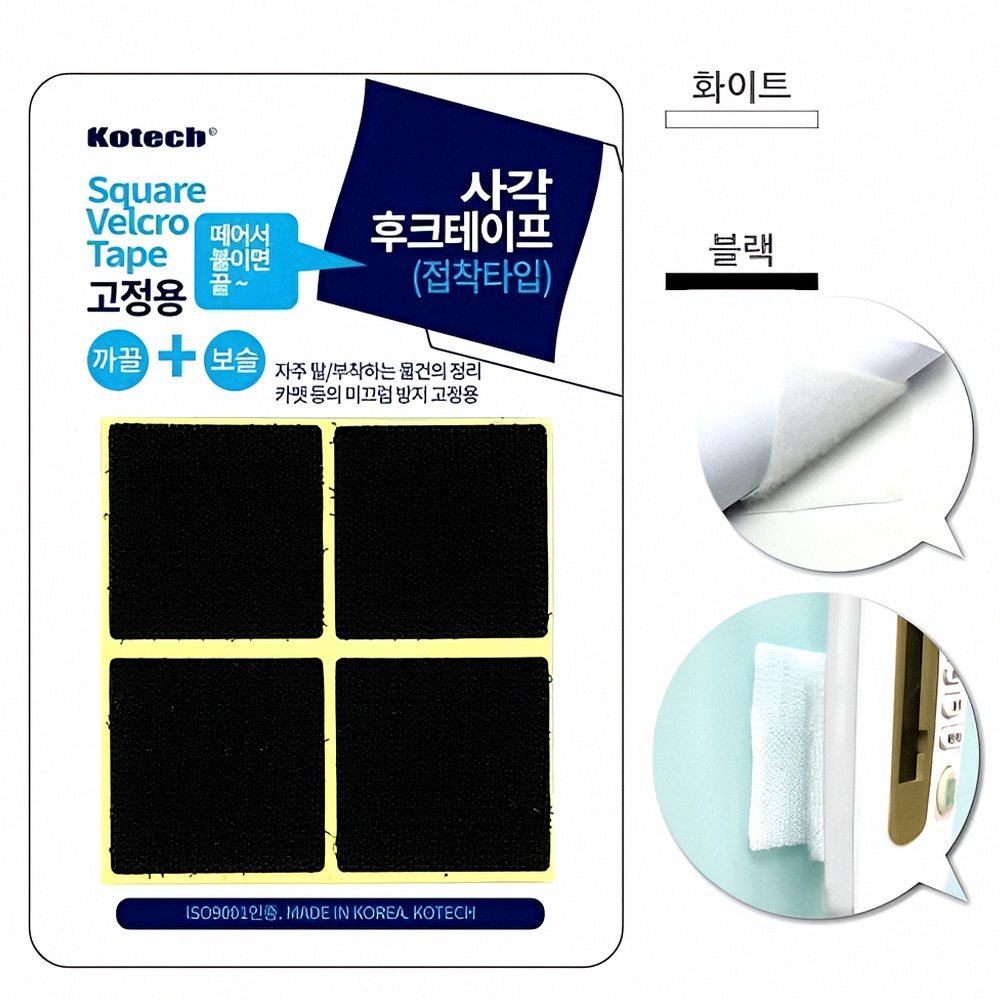 Kotech®
Square
Velcro
Tape
고정용
떼어서
붙이면
끝~
사각
후크테이프
(접착타입)
까끌 + 보슬
자주 탈/부착하는 물건의 정리
카펫 등의 미끄럼 방지 고정용
ISO9001인증. MADE IN KOREA. KOTECH
화이트
블랙